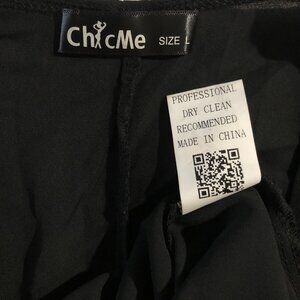 ChicMe SIZE L
PROFESSIONAL
DRY CLEAN
RECOMMENDED
MADE IN CHINA